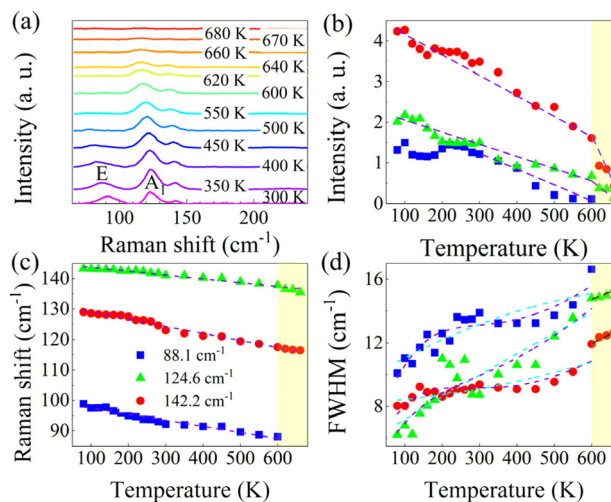 (a)
Intensity (a. u.)
680 K
670 K
660 K
640 K
620 K
600 K
550 K
500 K
450 K
400 K
350 K
300 K
E
A1
100 150 200
Raman shift (cm-1)
(b)
Intensity (a. u.)
4
3
2
1
0
100 200 300 400 500 600
Temperature (K)
(c)
Raman shift (cm-1)
140
130
120
110
100
90
88.1 cm-1
124.6 cm-1
142.2 cm-1
100 200 300 400 500 600
Temperature (K)
(d)
FWHM (cm-1)
16
12
8
100 200 300 400 500 600
Temperature (K)